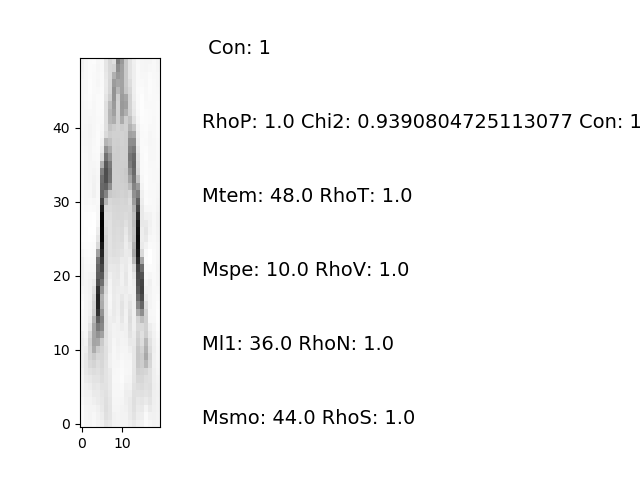 Con: 1
RhoP: 1.0 Chi2: 0.9390804725113077 Con: 1
Mtem: 48.0 RhoT: 1.0
Mspe: 10.0 RhoV: 1.0
Ml1: 36.0 RhoN: 1.0
Msmo: 44.0 RhoS: 1.0
40
30
20
10
0
0 10